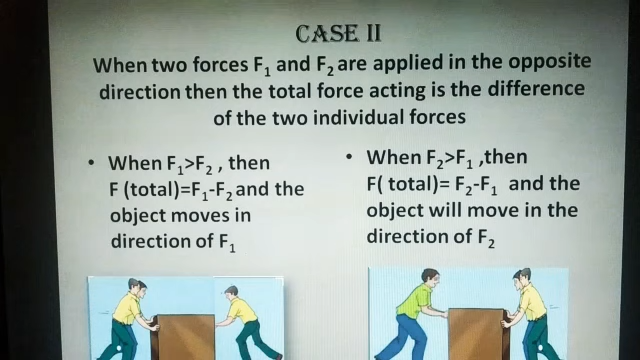 CASE II
When two forces F₁ and F₂ are applied in the opposite
direction then the total force acting is the difference
of the two individual forces
• When F₁>F₂ , then
F (total)=F₁-F₂ and the
object moves in
direction of F₁
• When F₂>F₁ ,then
F( total)= F₂-F₁ and the
object will move in the
direction of F₂